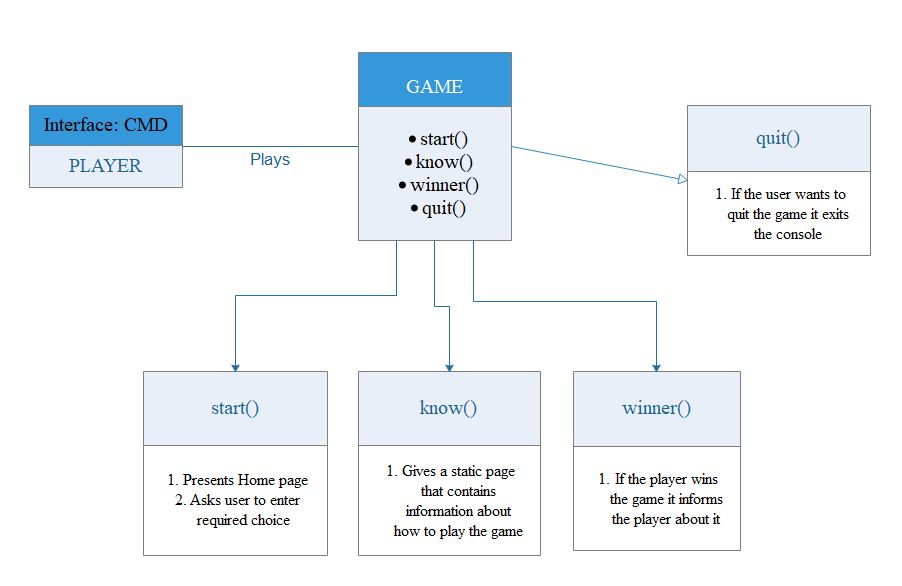 GAME
• start()
• know()
• winner()
• quit()
Interface: CMD
PLAYER
Plays
quit()
1. If the user wants to
quit the game it exits
the console
start()
1. Presents Home page
2. Asks user to enter
required choice
know()
1. Gives a static page
that contains
information about
how to play the game
winner()
1. If the player wins
the game it informs
the player about it